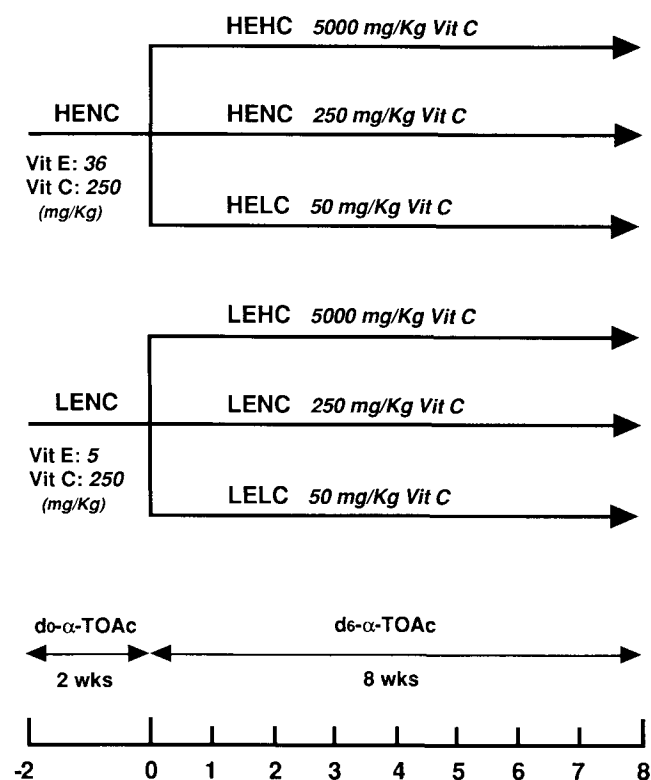 HEHC 5000 mg/Kg Vit C
HENC
HENC 250 mg/Kg Vit C
Vit E: 36
Vit C: 250
(mg/Kg)
HELC 50 mg/Kg Vit C
LEHC 5000 mg/Kg Vit C
LENC
LENC 250 mg/Kg Vit C
Vit E: 5
Vit C: 250
(mg/Kg)
LELC 50 mg/Kg Vit C
d0-α-TOAc
d6-α-TOAc
2 wks
8 wks
-2 0 1 2 3 4 5 6 7 8